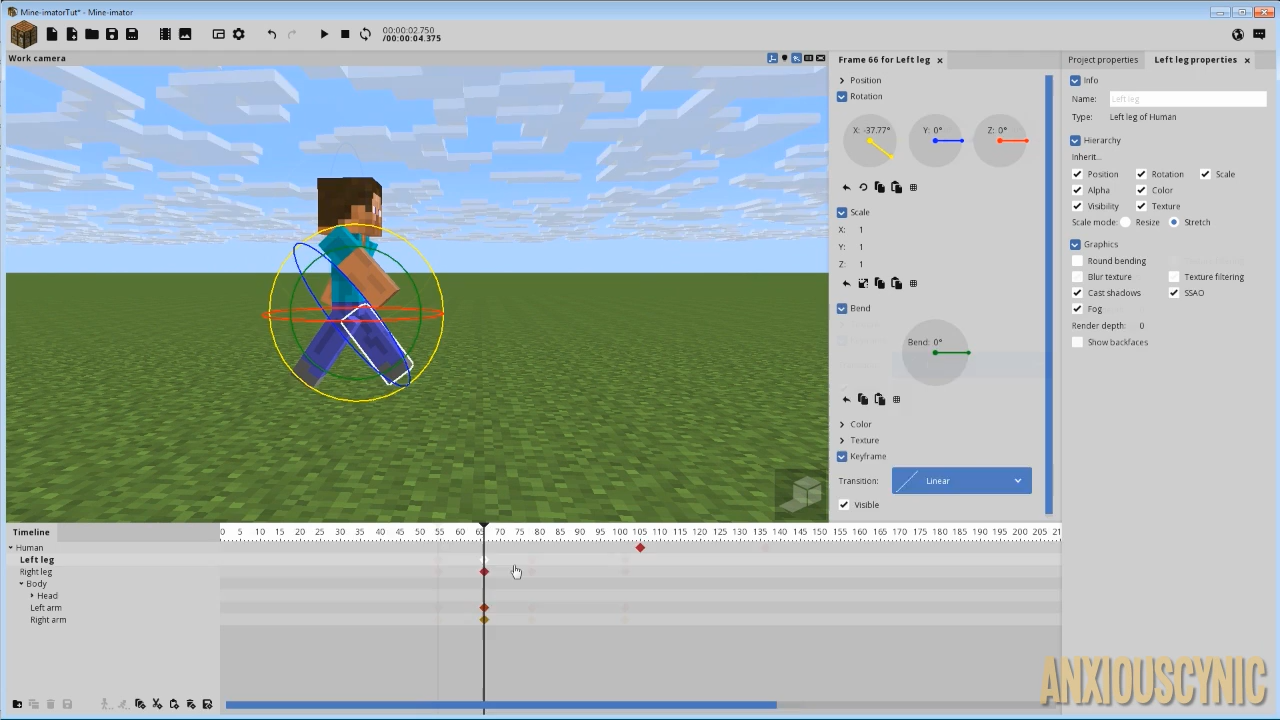 Mine-imatorTut* - Mine-imator
00:00:02.750
/00:00:04.375
Work camera
Frame 66 for Left leg
Position
Rotation
X: -37.77° Y: 0° Z: 0°
Scale
X: 1
Y: 1
Z: 1
Bend
Bend: 0°
Color
Texture
Keyframe
Transition: Linear
Visible
Project properties Left leg properties
Info
Name: Left leg
Type: Left leg of Human
Hierarchy
Inherit...
Position Rotation Scale
Alpha Color
Visibility Texture
Scale mode: Resize Stretch
Graphics
Round bending
Blur texture Texture filtering
Cast shadows SSAO
Fog
Render depth: 0
Show backfaces
Timeline
0 5 10 15 20 25 30 35 40 45 50 55 60 65 70 75 80 85 90 95 100 105 110 115 120 125 130 135 140 145 150 155 160 165 170 175 180 185 190 195 200 205 21
Human
Left leg
Right leg
Body
Head
Left arm
Right arm
ANXIOUSCYNIC